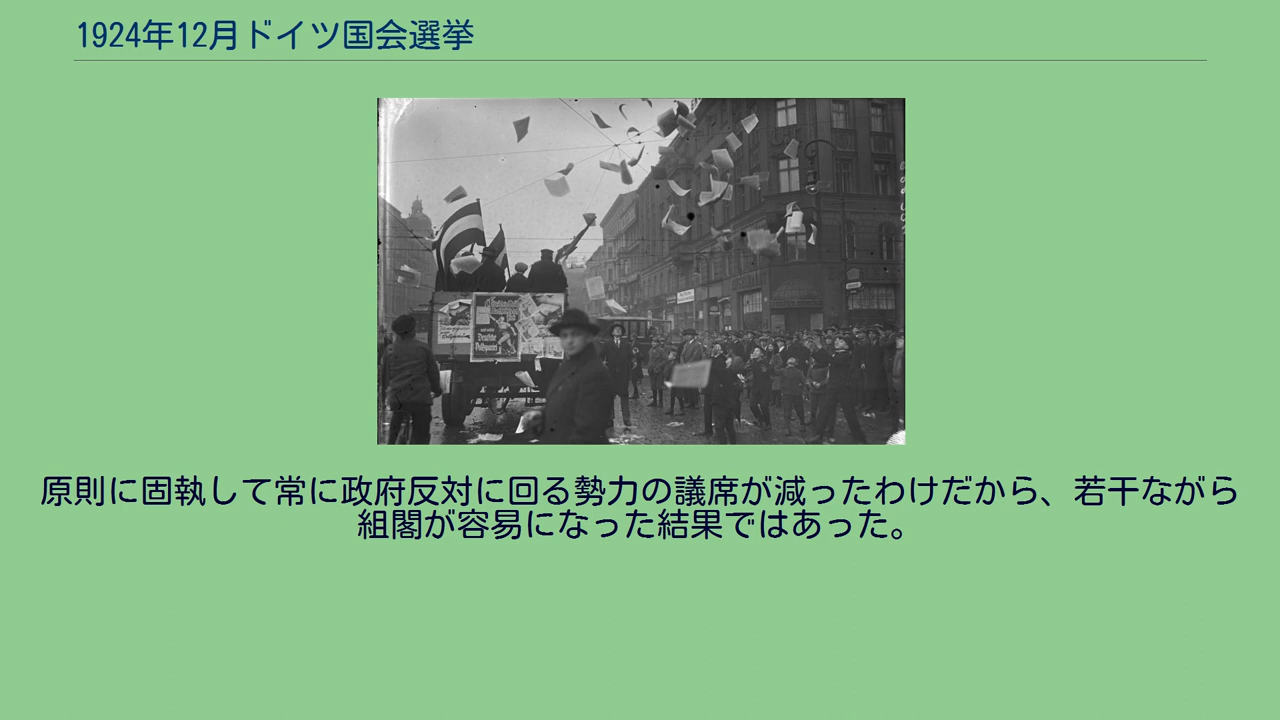 1924年12月ドイツ国会選挙
Deutsche
Volkspartei
原則に固執して常に政府反対に回る勢力の議席が減ったわけだから、若干ながら
組閣が容易になった結果ではあった。